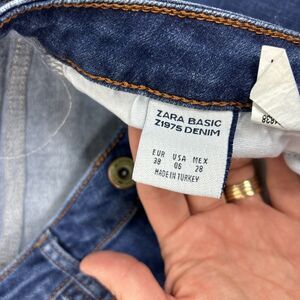 ZARA BASIC
Z1975 DENIM
EUR USA MEX
38 06 28
MADE IN TURKEY